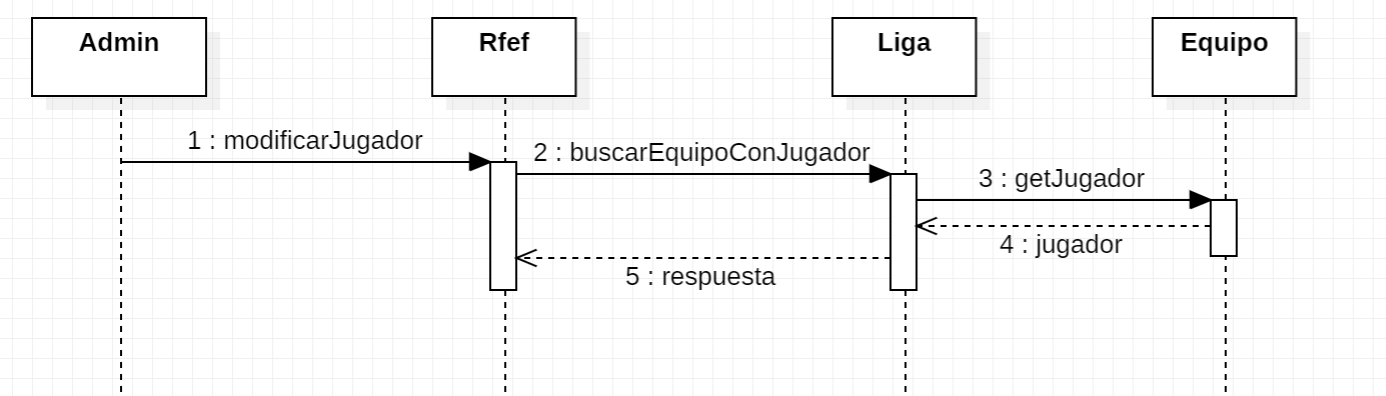 Admin
Rfef
Liga
Equipo
1 : modificarJugador
2 : buscarEquipoConJugador
3 : getJugador
4 : jugador
5 : respuesta